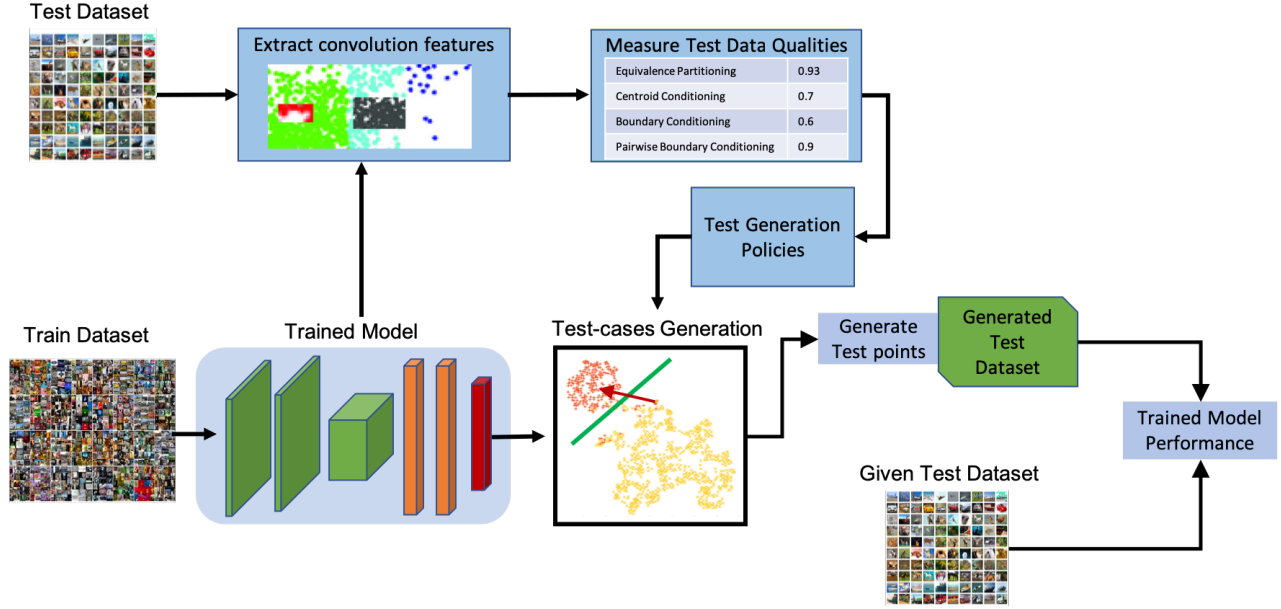 Test Dataset
Extract convolution features
Measure Test Data Qualities
Equivalence Partitioning 0.93
Centroid Conditioning 0.7
Boundary Conditioning 0.6
Pairwise Boundary Conditioning 0.9
Test Generation
Policies
Train Dataset
Trained Model
Test-cases Generation
Generate
Test points
Generated
Test
Dataset
Trained Model
Performance
Given Test Dataset